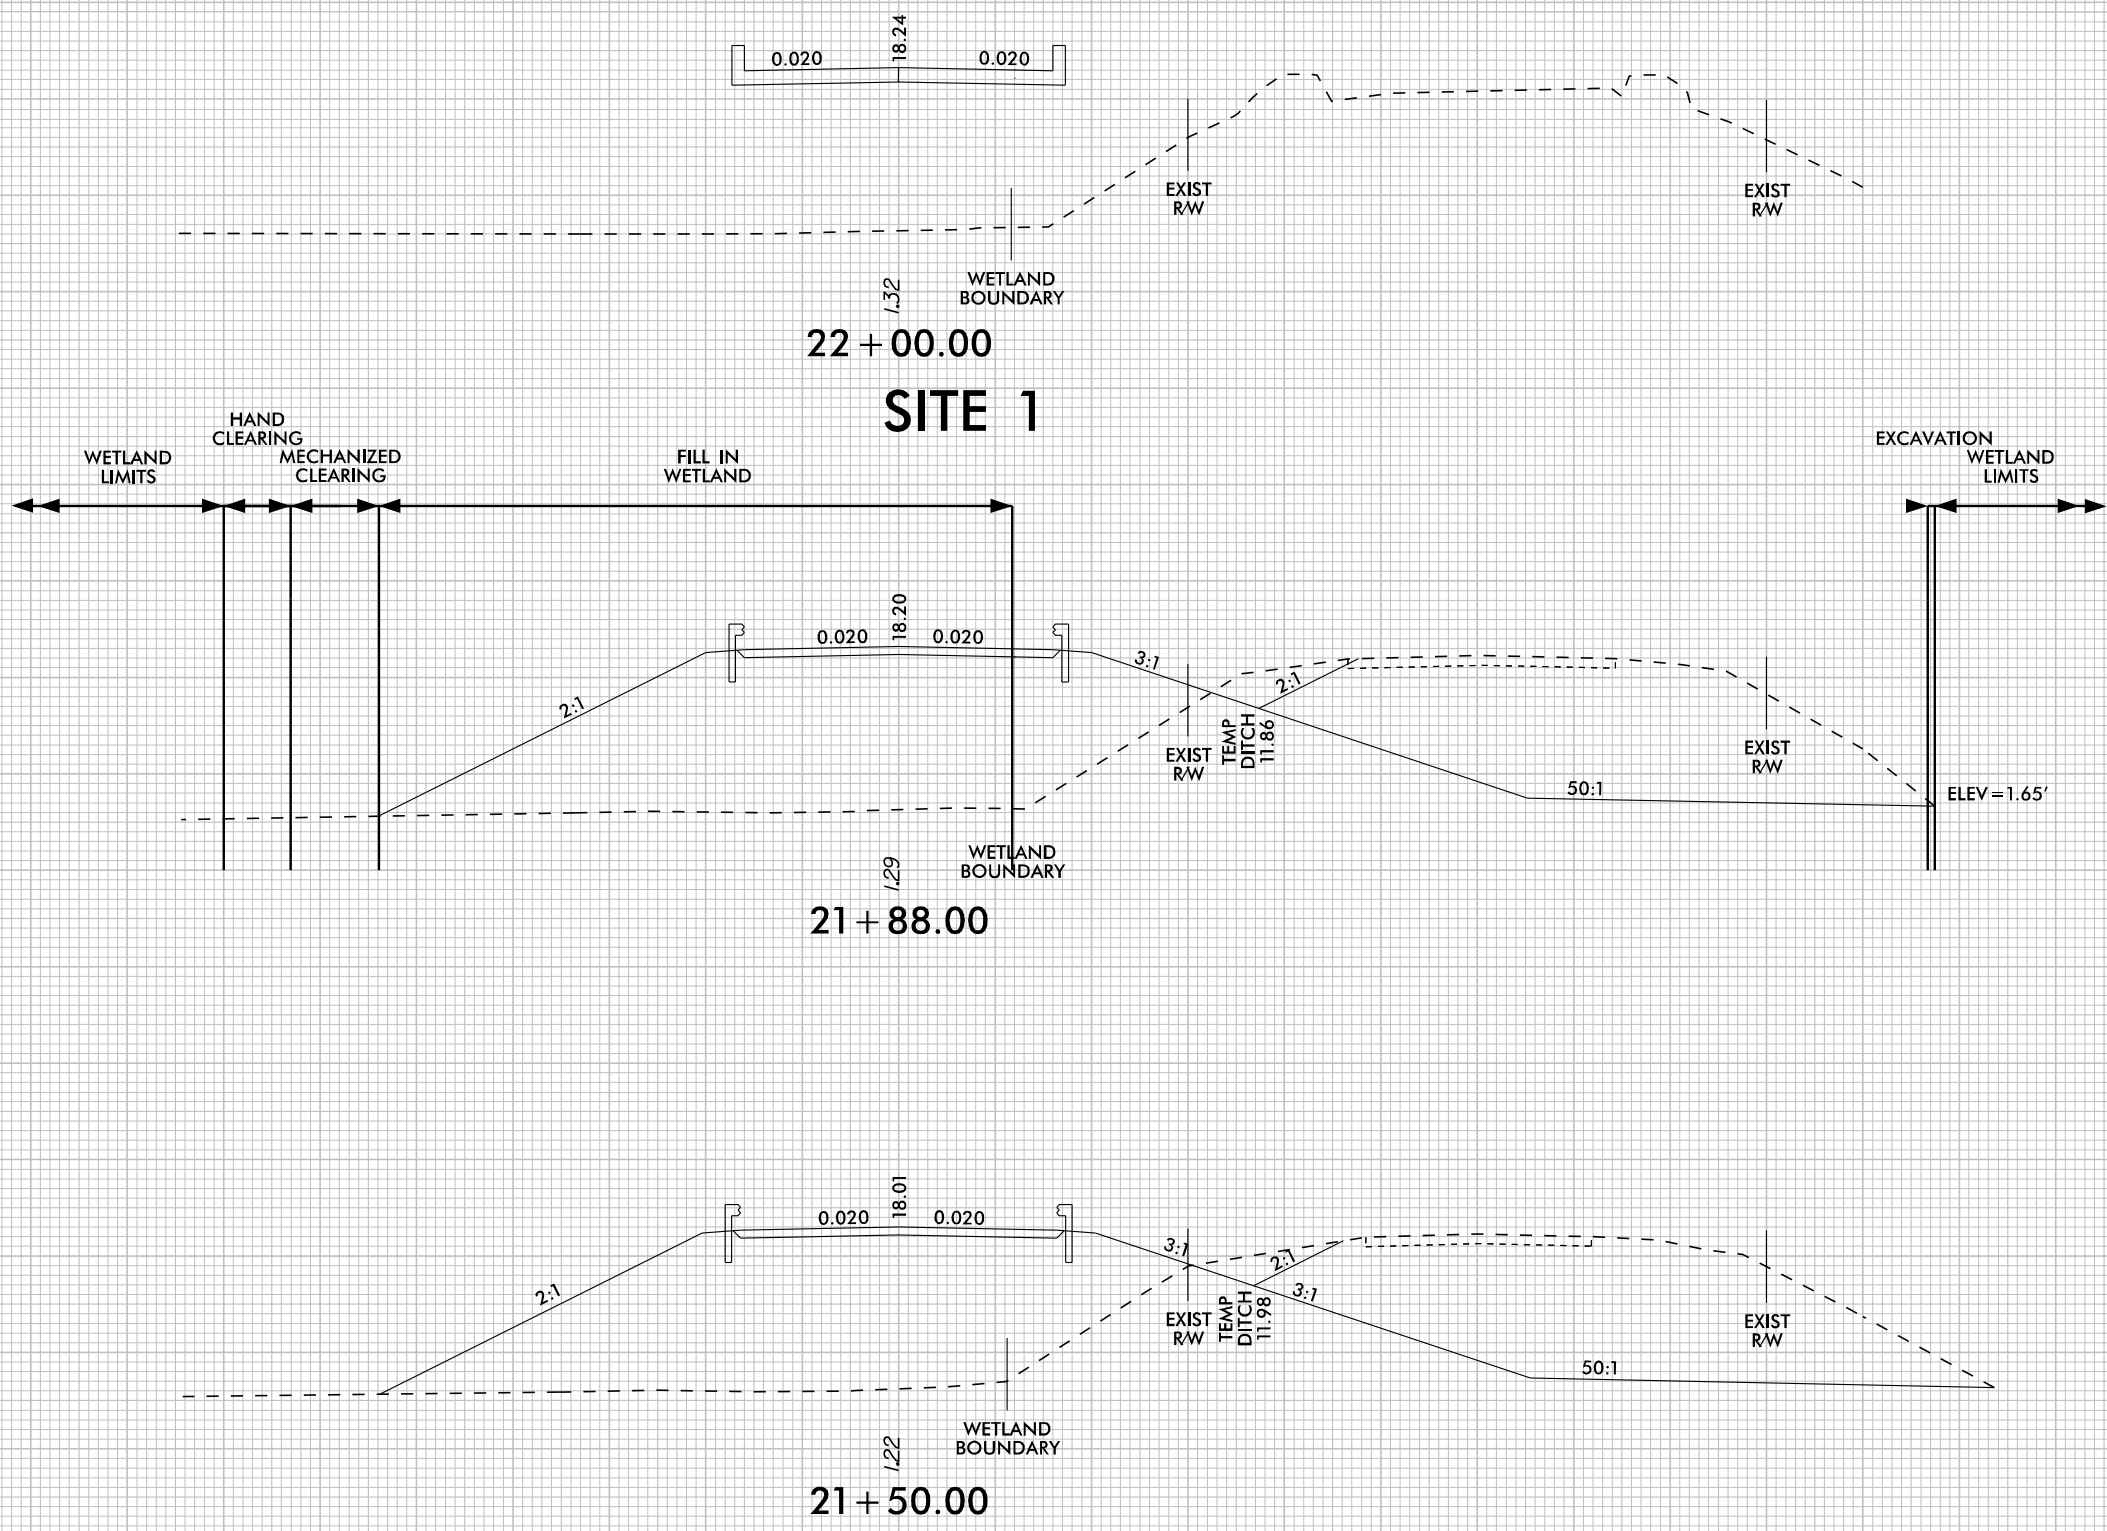 18.24
0.020
0.020
EXIST
R/W
EXIST
R/W
WETLAND
BOUNDARY
1.32
22+00.00
SITE 1
HAND
CLEARING
WETLAND
LIMITS
MECHANIZED
CLEARING
FILL IN
WETLAND
EXCAVATION
WETLAND
LIMITS
18.20
0.020
0.020
3:1
2:1
2:1
TEMP
DITCH
11.86
EXIST
R/W
EXIST
R/W
50:1
ELEV=1.65'
WETLAND
BOUNDARY
1.29
21+88.00
18.01
0.020
0.020
3:1
2:1
2:1
3:1
TEMP
DITCH
11.98
EXIST
R/W
EXIST
R/W
50:1
WETLAND
BOUNDARY
1.22
21+50.00